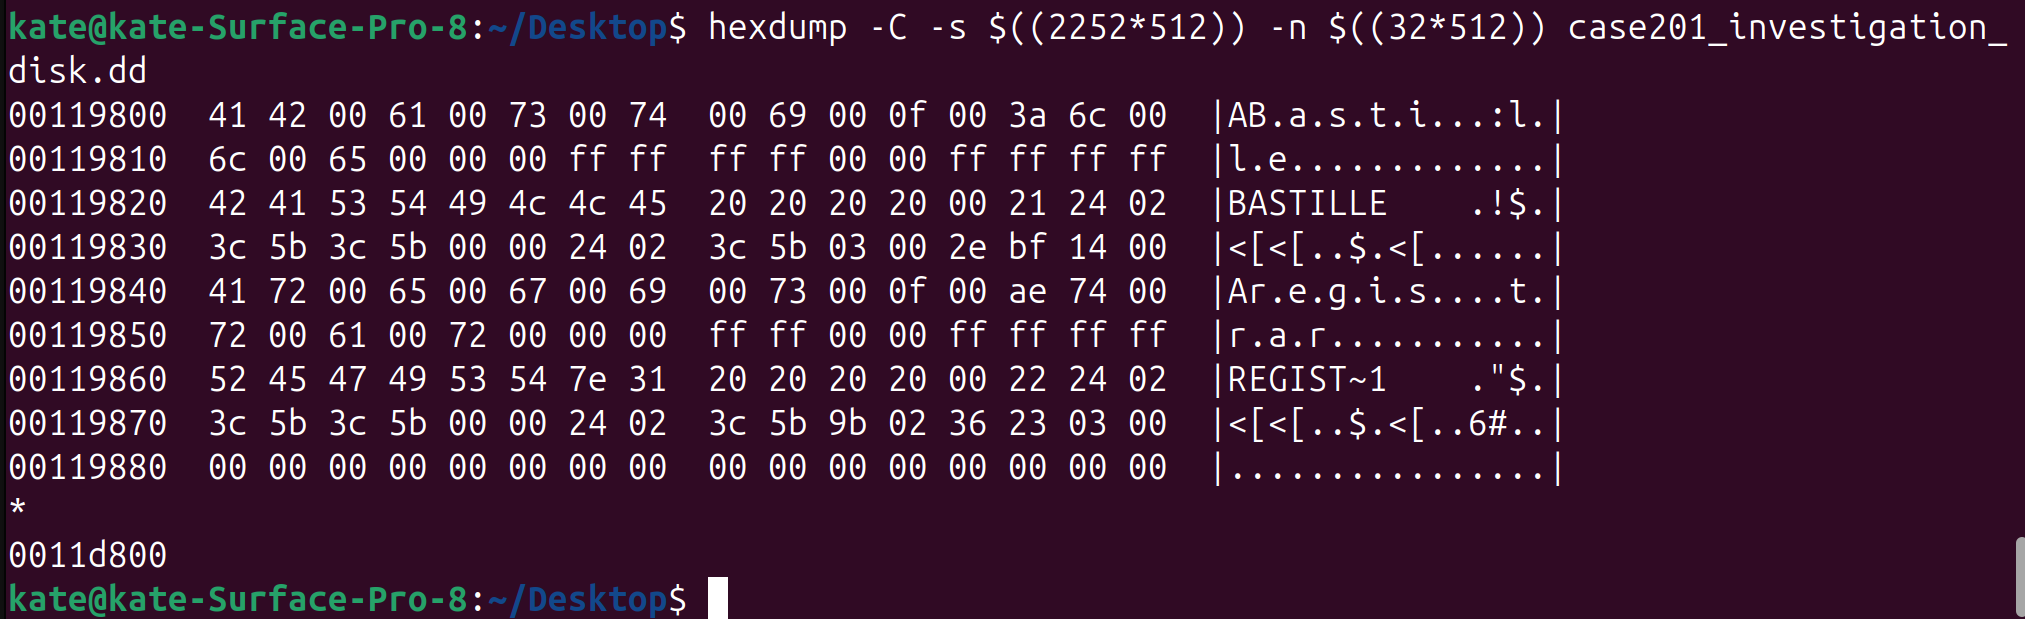 kate@kate-Surface-Pro-8:~/Desktop$ hexdump -C -s $((2252*512)) -n $((32*512)) case201_investigation_
disk.dd
00119800  41 42 00 61 00 73 00 74  00 69 00 0f 00 3a 6c 00  |AB.a.s.t.i...:l.|
00119810  6c 00 65 00 00 00 ff ff  ff ff 00 00 ff ff ff ff  |l.e.............|
00119820  42 41 53 54 49 4c 4c 45  20 20 20 20 00 21 24 02  |BASTILLE    .!$.|
00119830  3c 5b 3c 5b 00 00 24 02  3c 5b 03 00 2e bf 14 00  |<[<[..$.<[......|
00119840  41 72 00 65 00 67 00 69  00 73 00 0f 00 ae 74 00  |Ar.e.g.i.s....t.|
00119850  72 00 61 00 72 00 00 00  ff ff 00 00 ff ff ff ff  |r.a.r...........|
00119860  52 45 47 49 53 54 7e 31  20 20 20 20 00 22 24 02  |REGIST~1    ."$.|
00119870  3c 5b 3c 5b 00 00 24 02  3c 5b 9b 02 36 23 03 00  |<[<[..$.<[..6#..|
00119880  00 00 00 00 00 00 00 00  00 00 00 00 00 00 00 00  |................|
*
0011d800
kate@kate-Surface-Pro-8:~/Desktop$